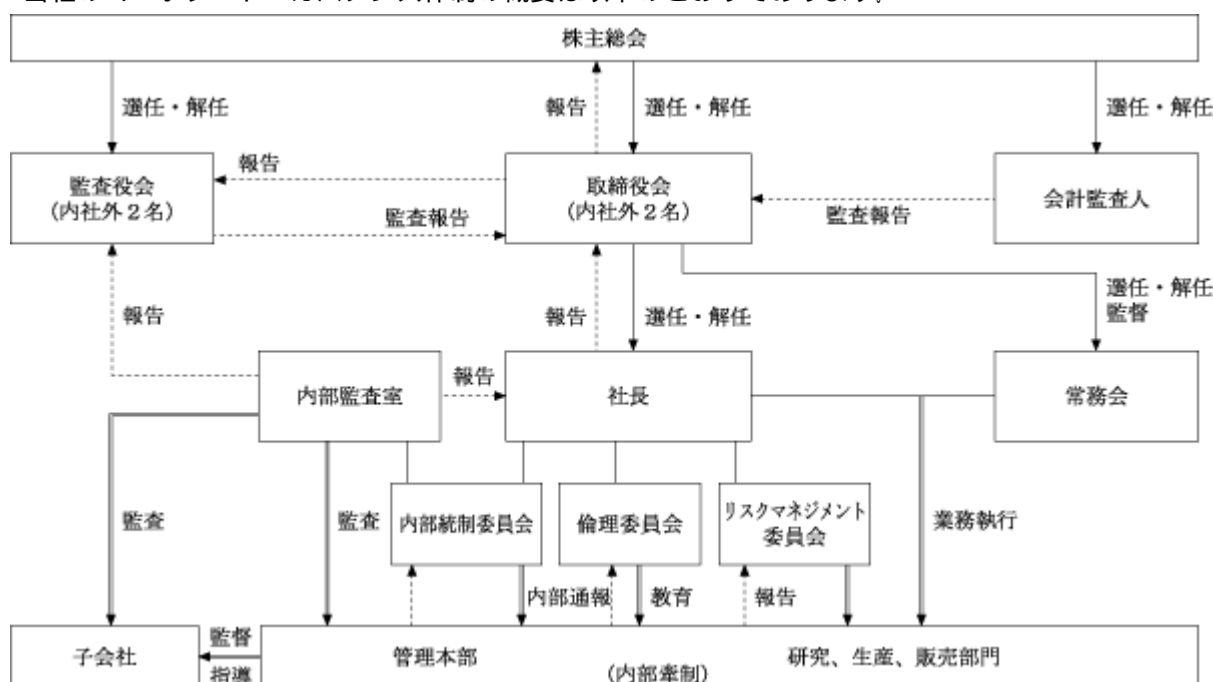 株主総会
選任・解任
報告
選任・解任
選任・解任
監査役会
(内社外2名)
報告
監査報告
取締役会
(内社外2名)
監査報告
会計監査人
報告
報告
選任・解任
選任・解任
監督
内部監査室
報告
社長
常務会
監査
監査
内部統制委員会
倫理委員会
リスクマネジメント
委員会
業務執行
内部通報
教育
報告
子会社
監督
指導
管理本部
(内部牽制)
研究、生産、販売部門